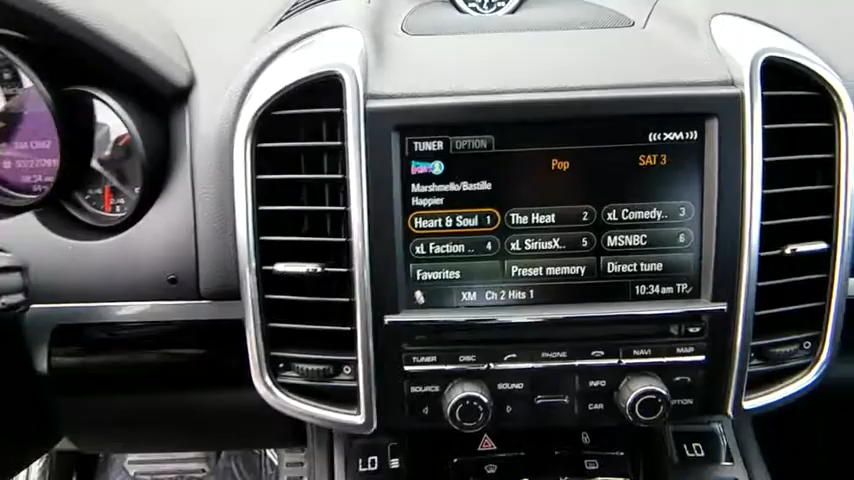 TUNER OPTION XM
Pop SAT 3
Marshmello/Bastille
Happier
Heart & Soul 1 The Heat 2 xL Comedy.. 3
xL Faction .. 4 xL SiriusX.. 5 MSNBC 6
Favorites Preset memory Direct tune
XM Ch 2 Hits 1 10:34 am TP
TUNER DISC PHONE NAVI MAP
SOURCE SOUND INFO OPTION
CAR
LO LO